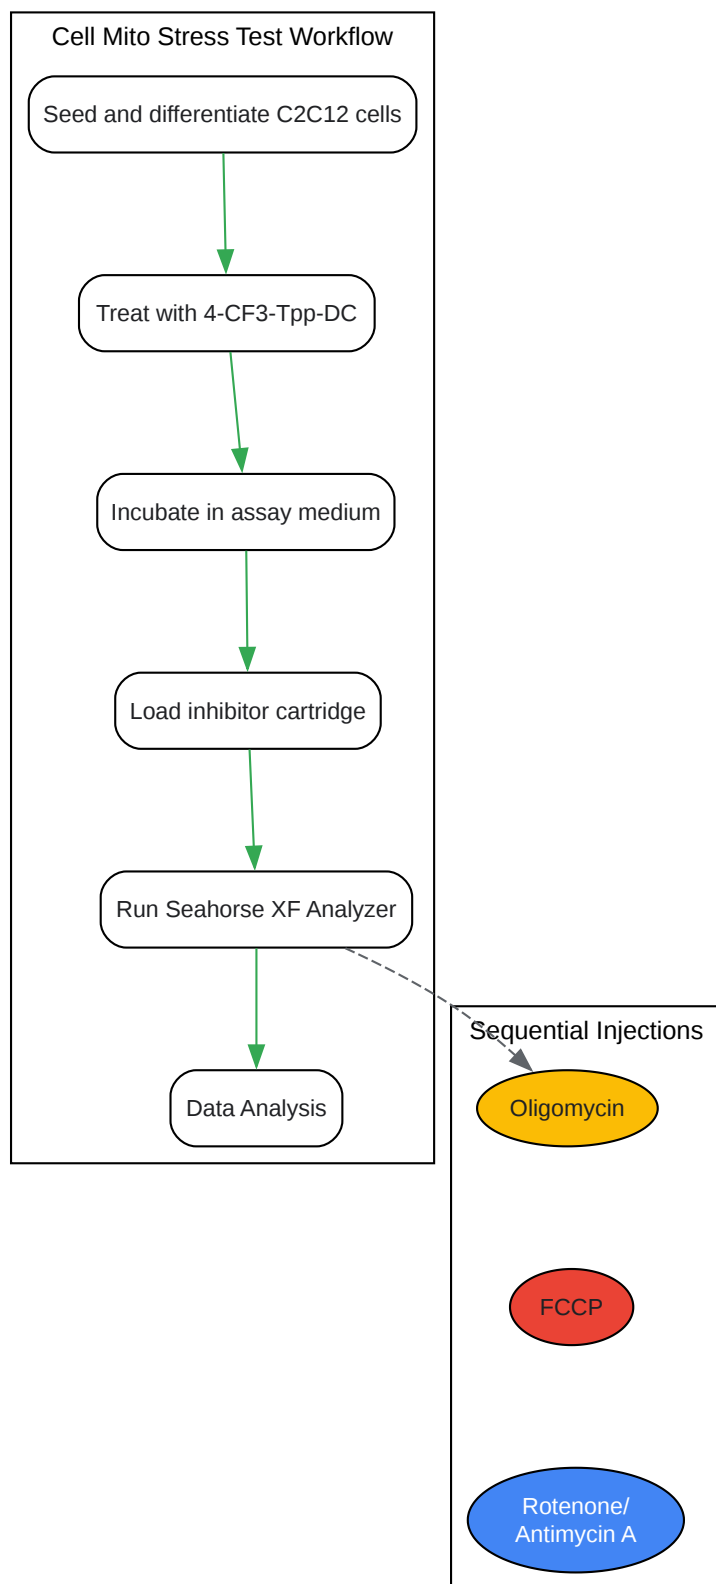 Cell Mito Stress Test Workflow
Seed and differentiate C2C12 cells
Treat with 4-CF3-Tpp-DC
Incubate in assay medium
Load inhibitor cartridge
Run Seahorse XF Analyzer
Data Analysis
Sequential Injections
Oligomycin
FCCP
Rotenone/
Antimycin A